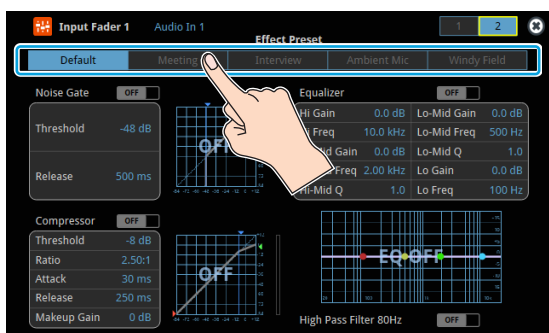 Input Fader 1 Audio In 1 1 2
Effect Preset
Default Meeting Interview Ambient Mic Windy Field
Noise Gate OFF
Threshold -48 dB
Release 500 ms
OFF
Equalizer OFF
Hi Gain 0.0 dB Lo-Mid Gain 0.0 dB
Hi Freq 10.0 kHz Lo-Mid Freq 500 Hz
Gain 0.0 dB Lo-Mid Q 1.0
Freq 2.00 kHz Lo Gain 0.0 dB
Hi-Mid Q 1.0 Lo Freq 100 Hz
Compressor OFF
Threshold -8 dB
Ratio 2.50:1
Attack 30 ms
Release 250 ms
Makeup Gain 0 dB
OFF
EQ OFF
High Pass Filter 80Hz OFF